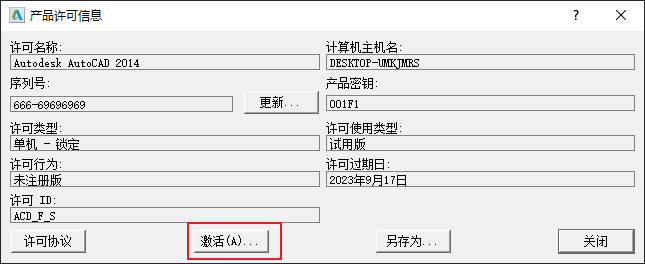 产品许可信息
许可名称: 计算机主机名:
Autodesk AutoCAD 2014 DESKTOP-UMKJMRS
序列号: 产品密钥:
666-69696969 更新... 001F1
许可类型: 许可使用类型:
单机 - 锁定 试用版
许可行为: 许可过期日:
未注册版 2023年9月17日
许可 ID:
ACD_F_S
许可协议 激活(A)... 另存为... 关闭